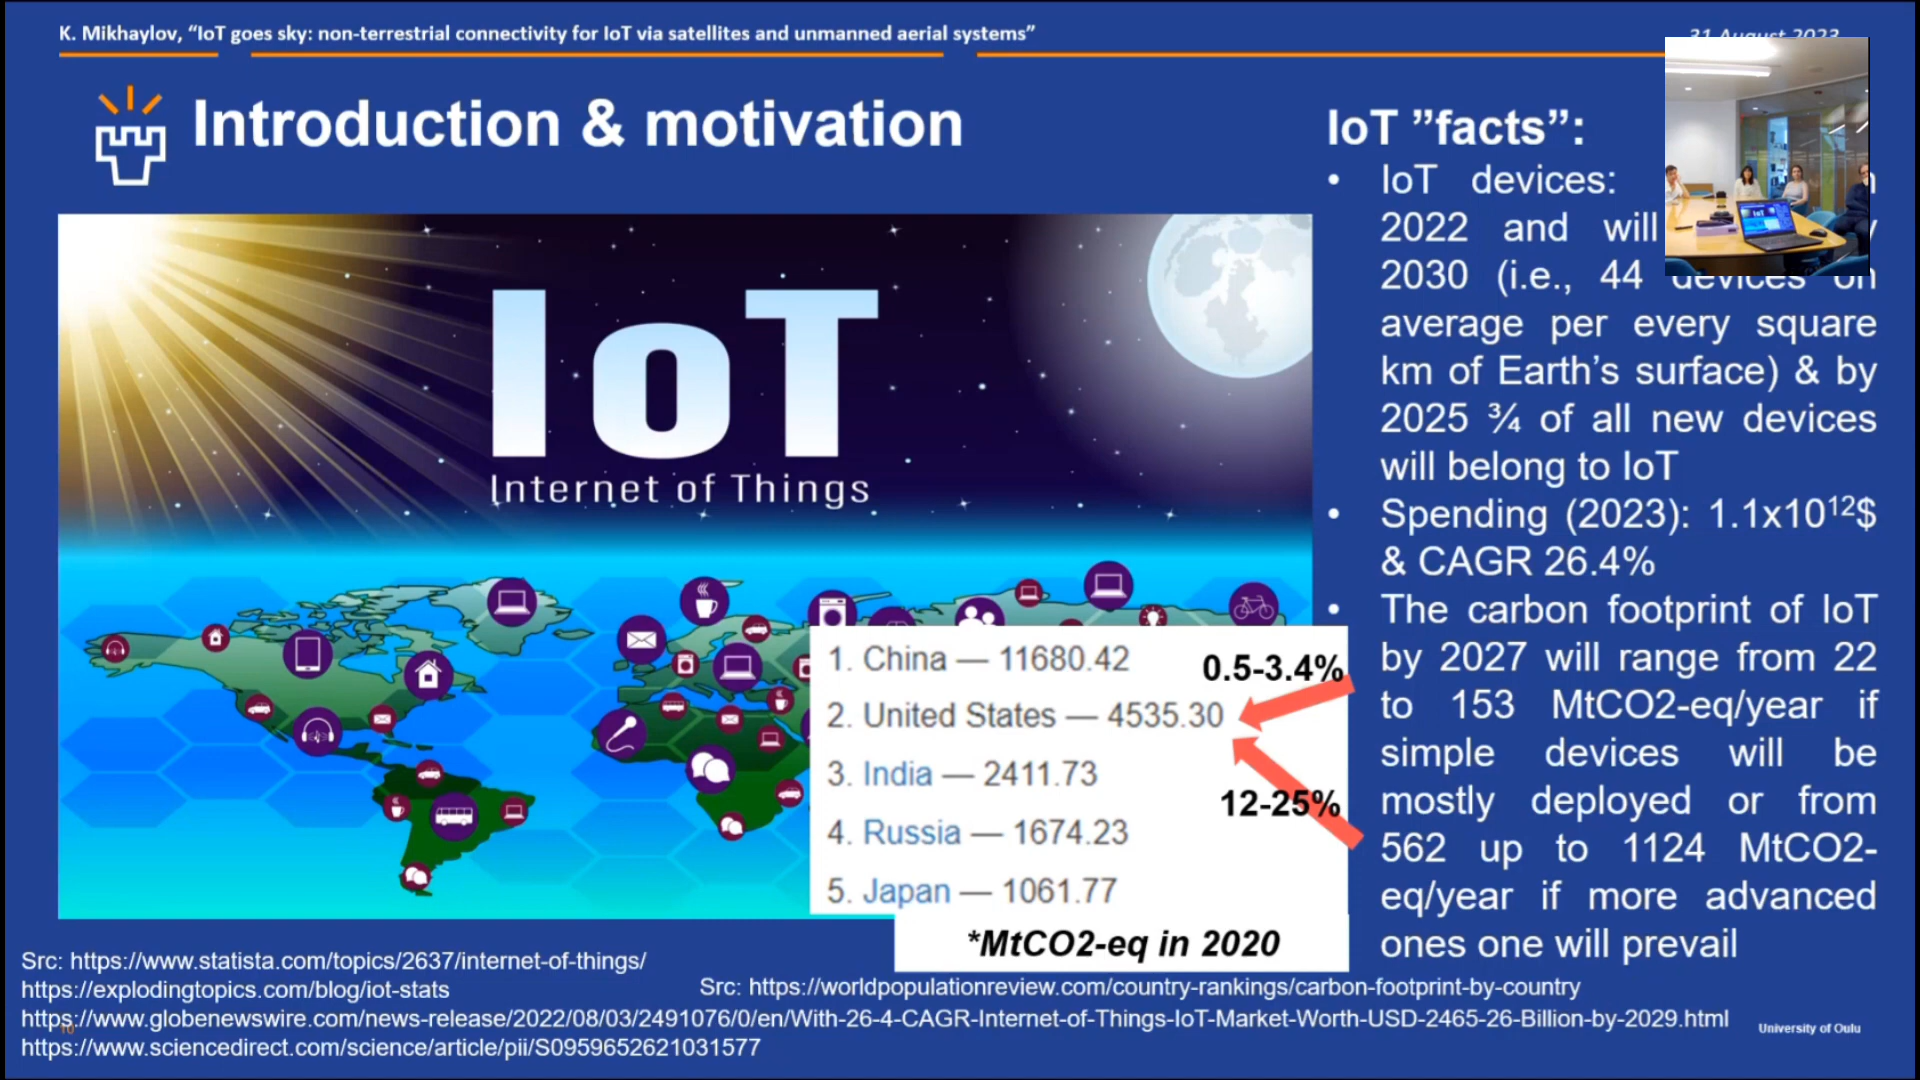 K. Mikhaylov, “IoT goes sky: non-terrestrial connectivity for IoT via satellites and unmanned aerial systems”
31 August 2023
Introduction & motivation
IoT
Internet of Things
1. China — 11680.42
2. United States — 4535.30
3. India — 2411.73
4. Russia — 1674.23
5. Japan — 1061.77
0.5-3.4%
12-25%
*MtCO2-eq in 2020
IoT ”facts”:
• IoT devices:
2022 and will
2030 (i.e., 44 devices on
average per every square
km of Earth’s surface) & by
2025 ¾ of all new devices
will belong to IoT
• Spending (2023): 1.1x10¹²$
& CAGR 26.4%
• The carbon footprint of IoT
by 2027 will range from 22
to 153 MtCO2-eq/year if
simple devices will be
mostly deployed or from
562 up to 1124 MtCO2-
eq/year if more advanced
ones one will prevail
Src: https://www.statista.com/topics/2637/internet-of-things/
https://explodingtopics.com/blog/iot-stats
Src: https://worldpopulationreview.com/country-rankings/carbon-footprint-by-country
https://www.globenewswire.com/news-release/2022/08/03/2491076/0/en/With-26-4-CAGR-Internet-of-Things-IoT-Market-Worth-USD-2465-26-Billion-by-2029.html
https://www.sciencedirect.com/science/article/pii/S0959652621031577
10
University of Oulu